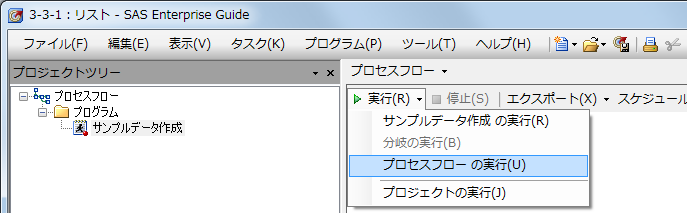 3-3-1：リスト - SAS Enterprise Guide
ファイル(F) 編集(E) 表示(V) タスク(K) プログラム(P) ツール(T) ヘルプ(H)
プロジェクトツリー
プロセスフロー
プログラム
サンプルデータ作成
プロセスフロー
実行(R) 停止(S) エクスポート(X) スケジュール
サンプルデータ作成 の実行(R)
分岐の実行(B)
プロセスフロー の実行(U)
プロジェクトの実行(J)